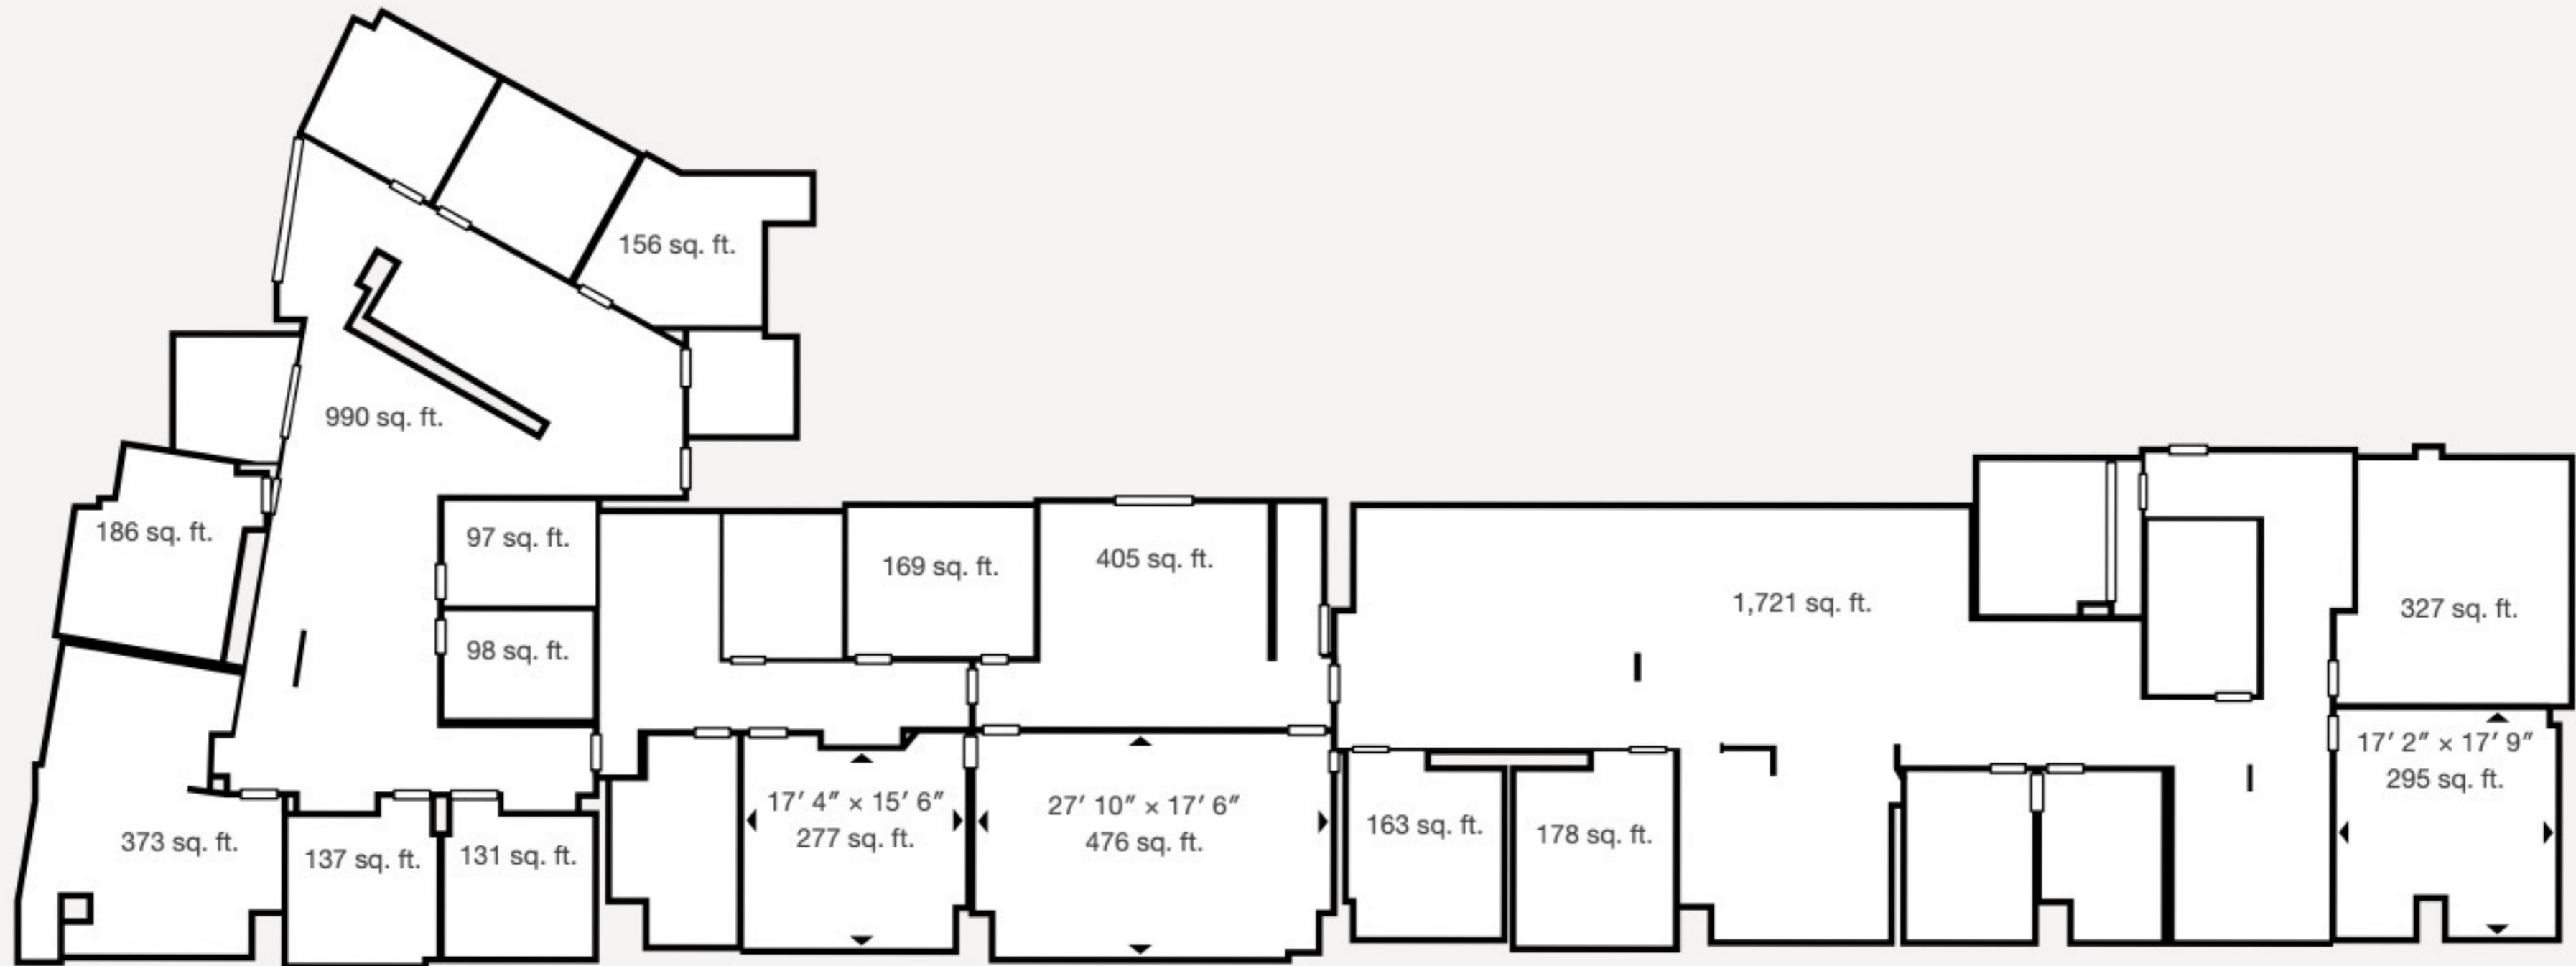 156 sq. ft.
990 sq. ft.
186 sq. ft.
97 sq. ft.
169 sq. ft.
405 sq. ft.
1,721 sq. ft.
327 sq. ft.
98 sq. ft.
17′ 2″ × 17′ 9″
295 sq. ft.
373 sq. ft.
137 sq. ft.
131 sq. ft.
17′ 4″ × 15′ 6″
277 sq. ft.
27′ 10″ × 17′ 6″
476 sq. ft.
163 sq. ft.
178 sq. ft.